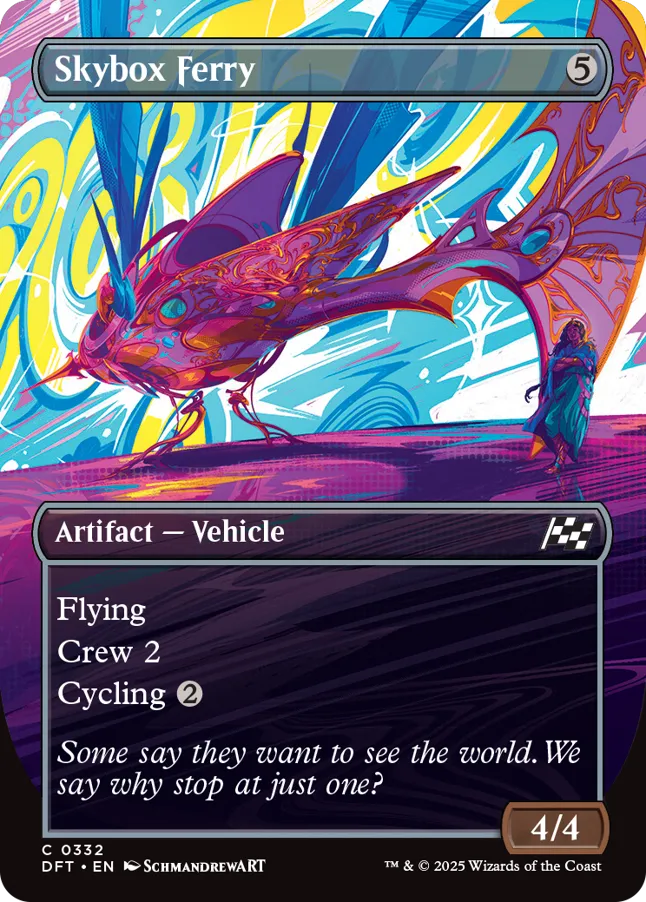 Skybox Ferry 5
Artifact — Vehicle
Flying
Crew 2
Cycling 2
Some say they want to see the world. We
say why stop at just one?
4/4
C 0332
DFT • EN SCHMANDREWART
™ & © 2025 Wizards of the Coast